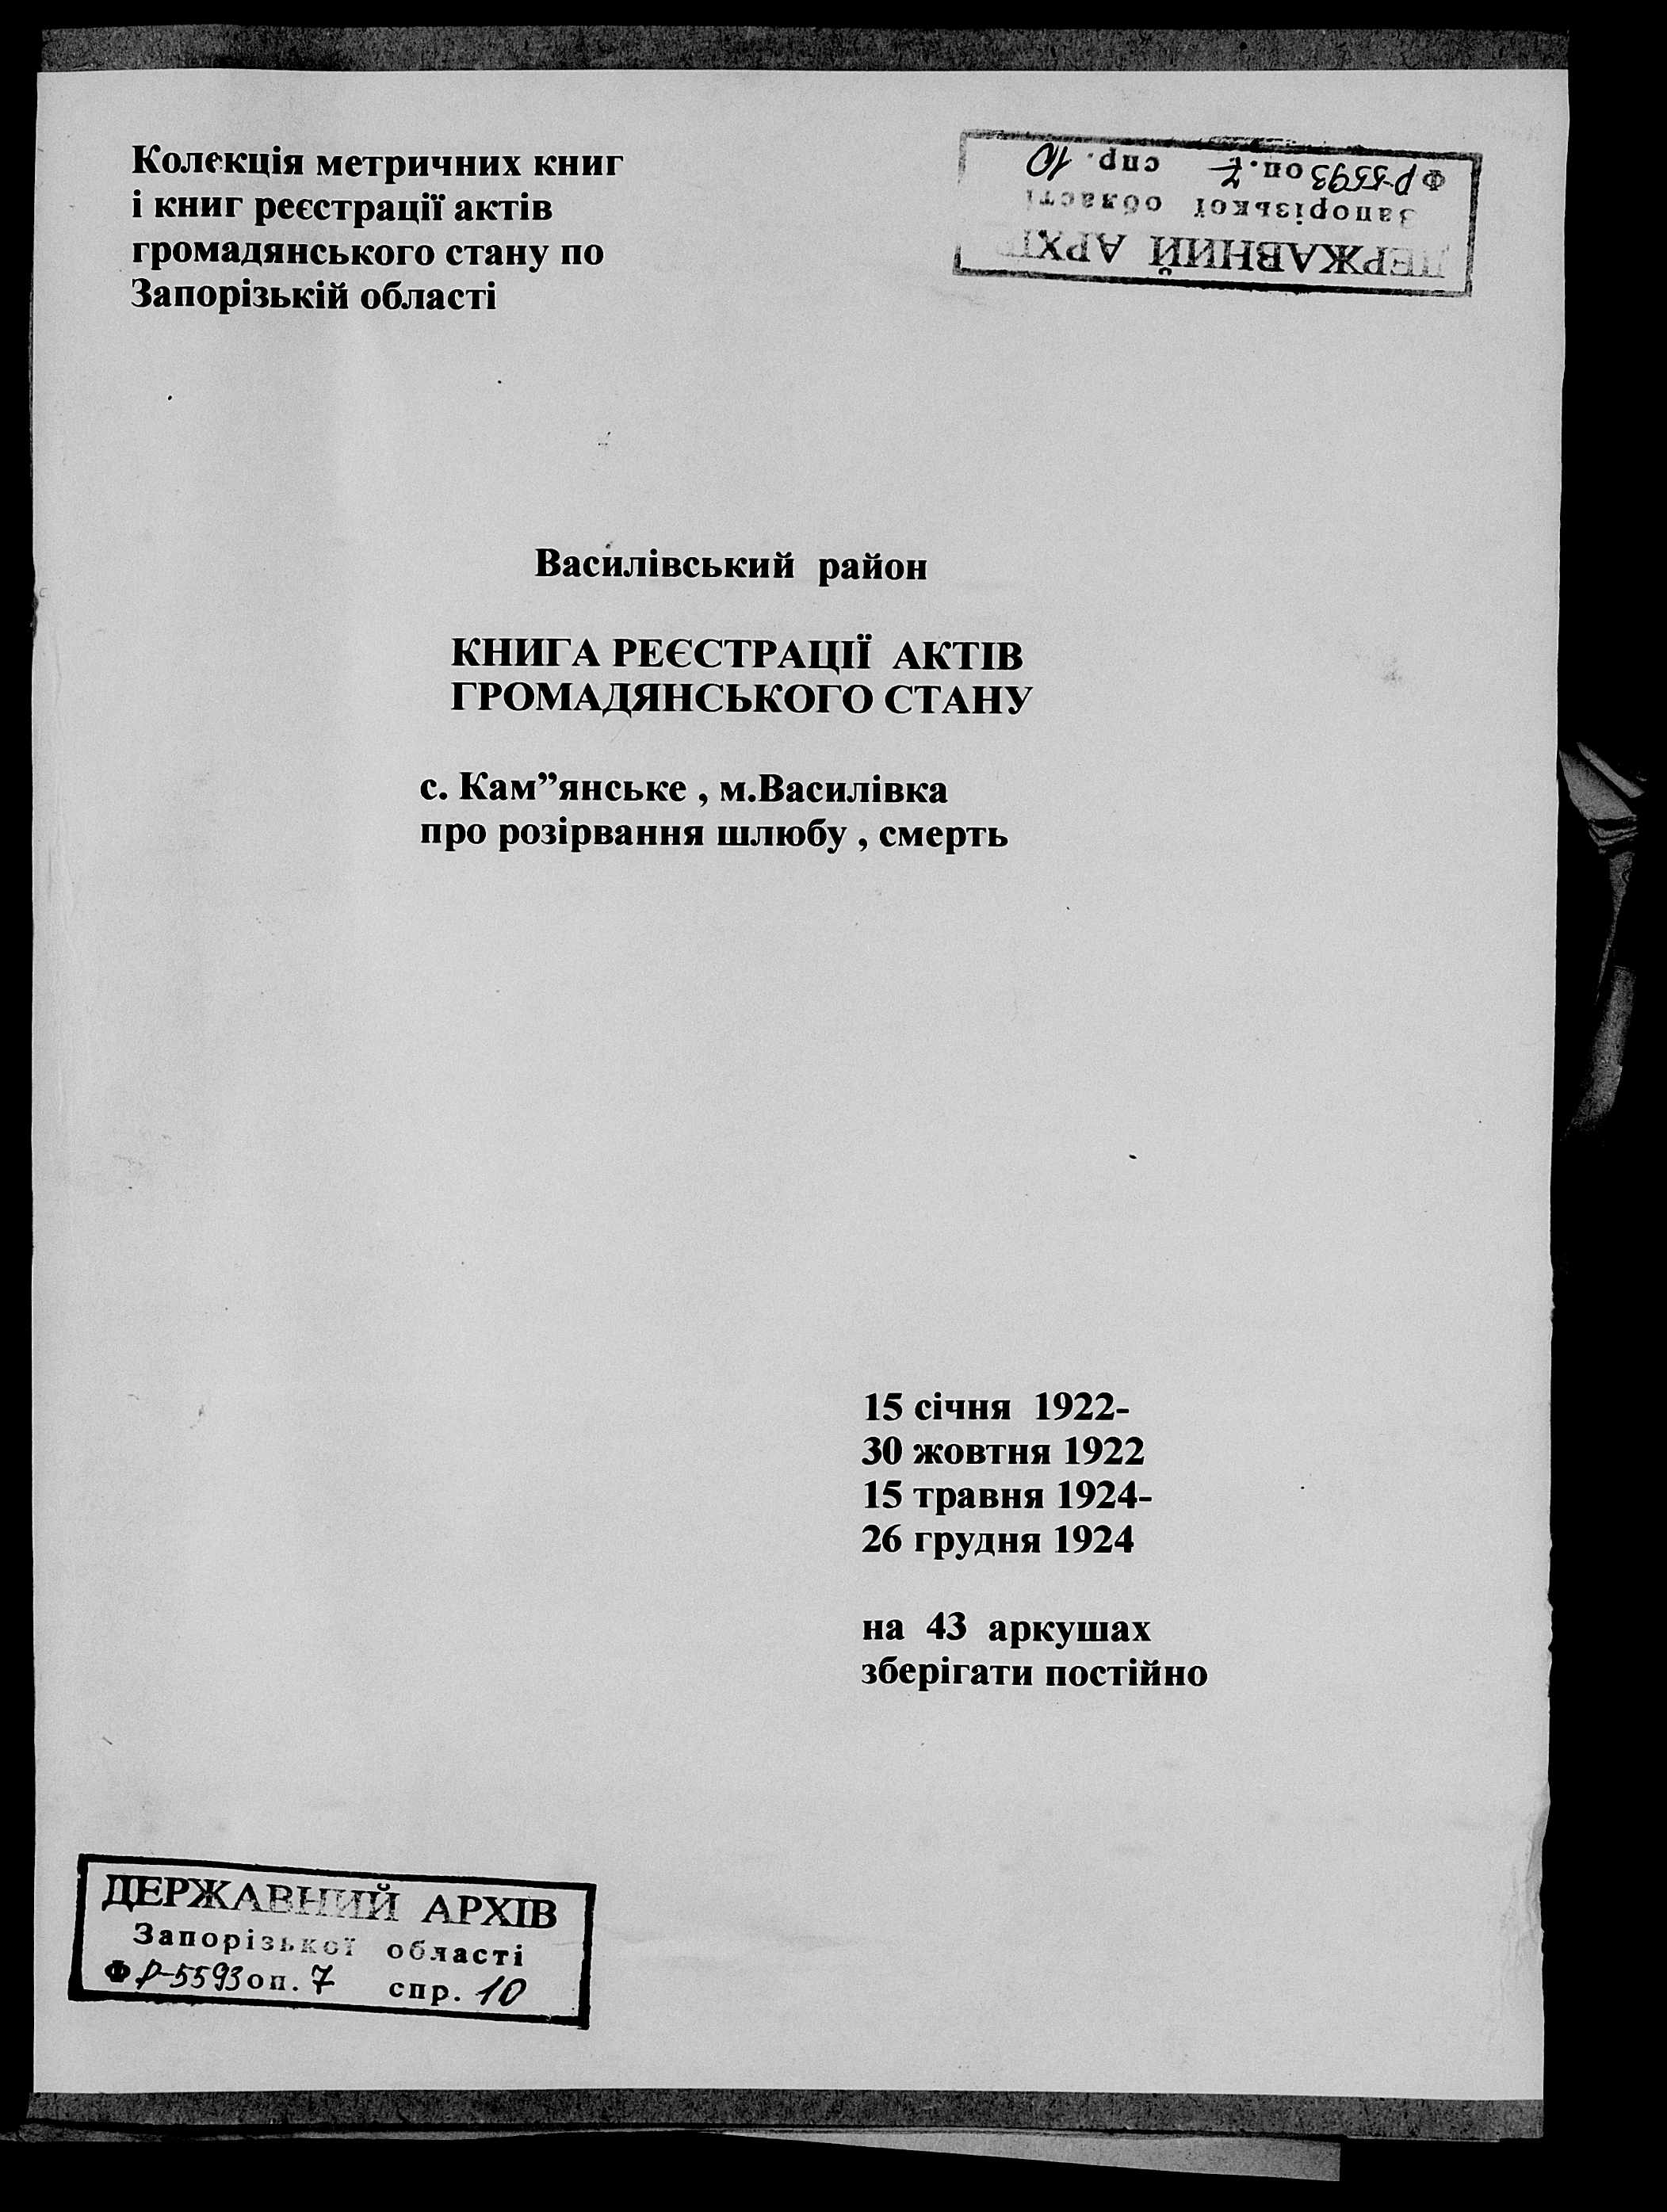 Колекція метричних книг
і книг реєстрації актів
громадянського стану по
Запорізькій області
ДЕРЖАВНИЙ АРХІВ
Запорізької області
Ф Р-5593 оп. 7 спр. 10
Василівський район
КНИГА РЕЄСТРАЦІЇ АКТІВ
ГРОМАДЯНСЬКОГО СТАНУ
с. Кам”янське , м.Василівка
про розірвання шлюбу , смерть
15 січня 1922-
30 жовтня 1922
15 травня 1924-
26 грудня 1924
на 43 аркушах
зберігати постійно
ДЕРЖАВНИЙ АРХІВ
Запорізької області
Ф Р-5593 оп. 7 спр. 10